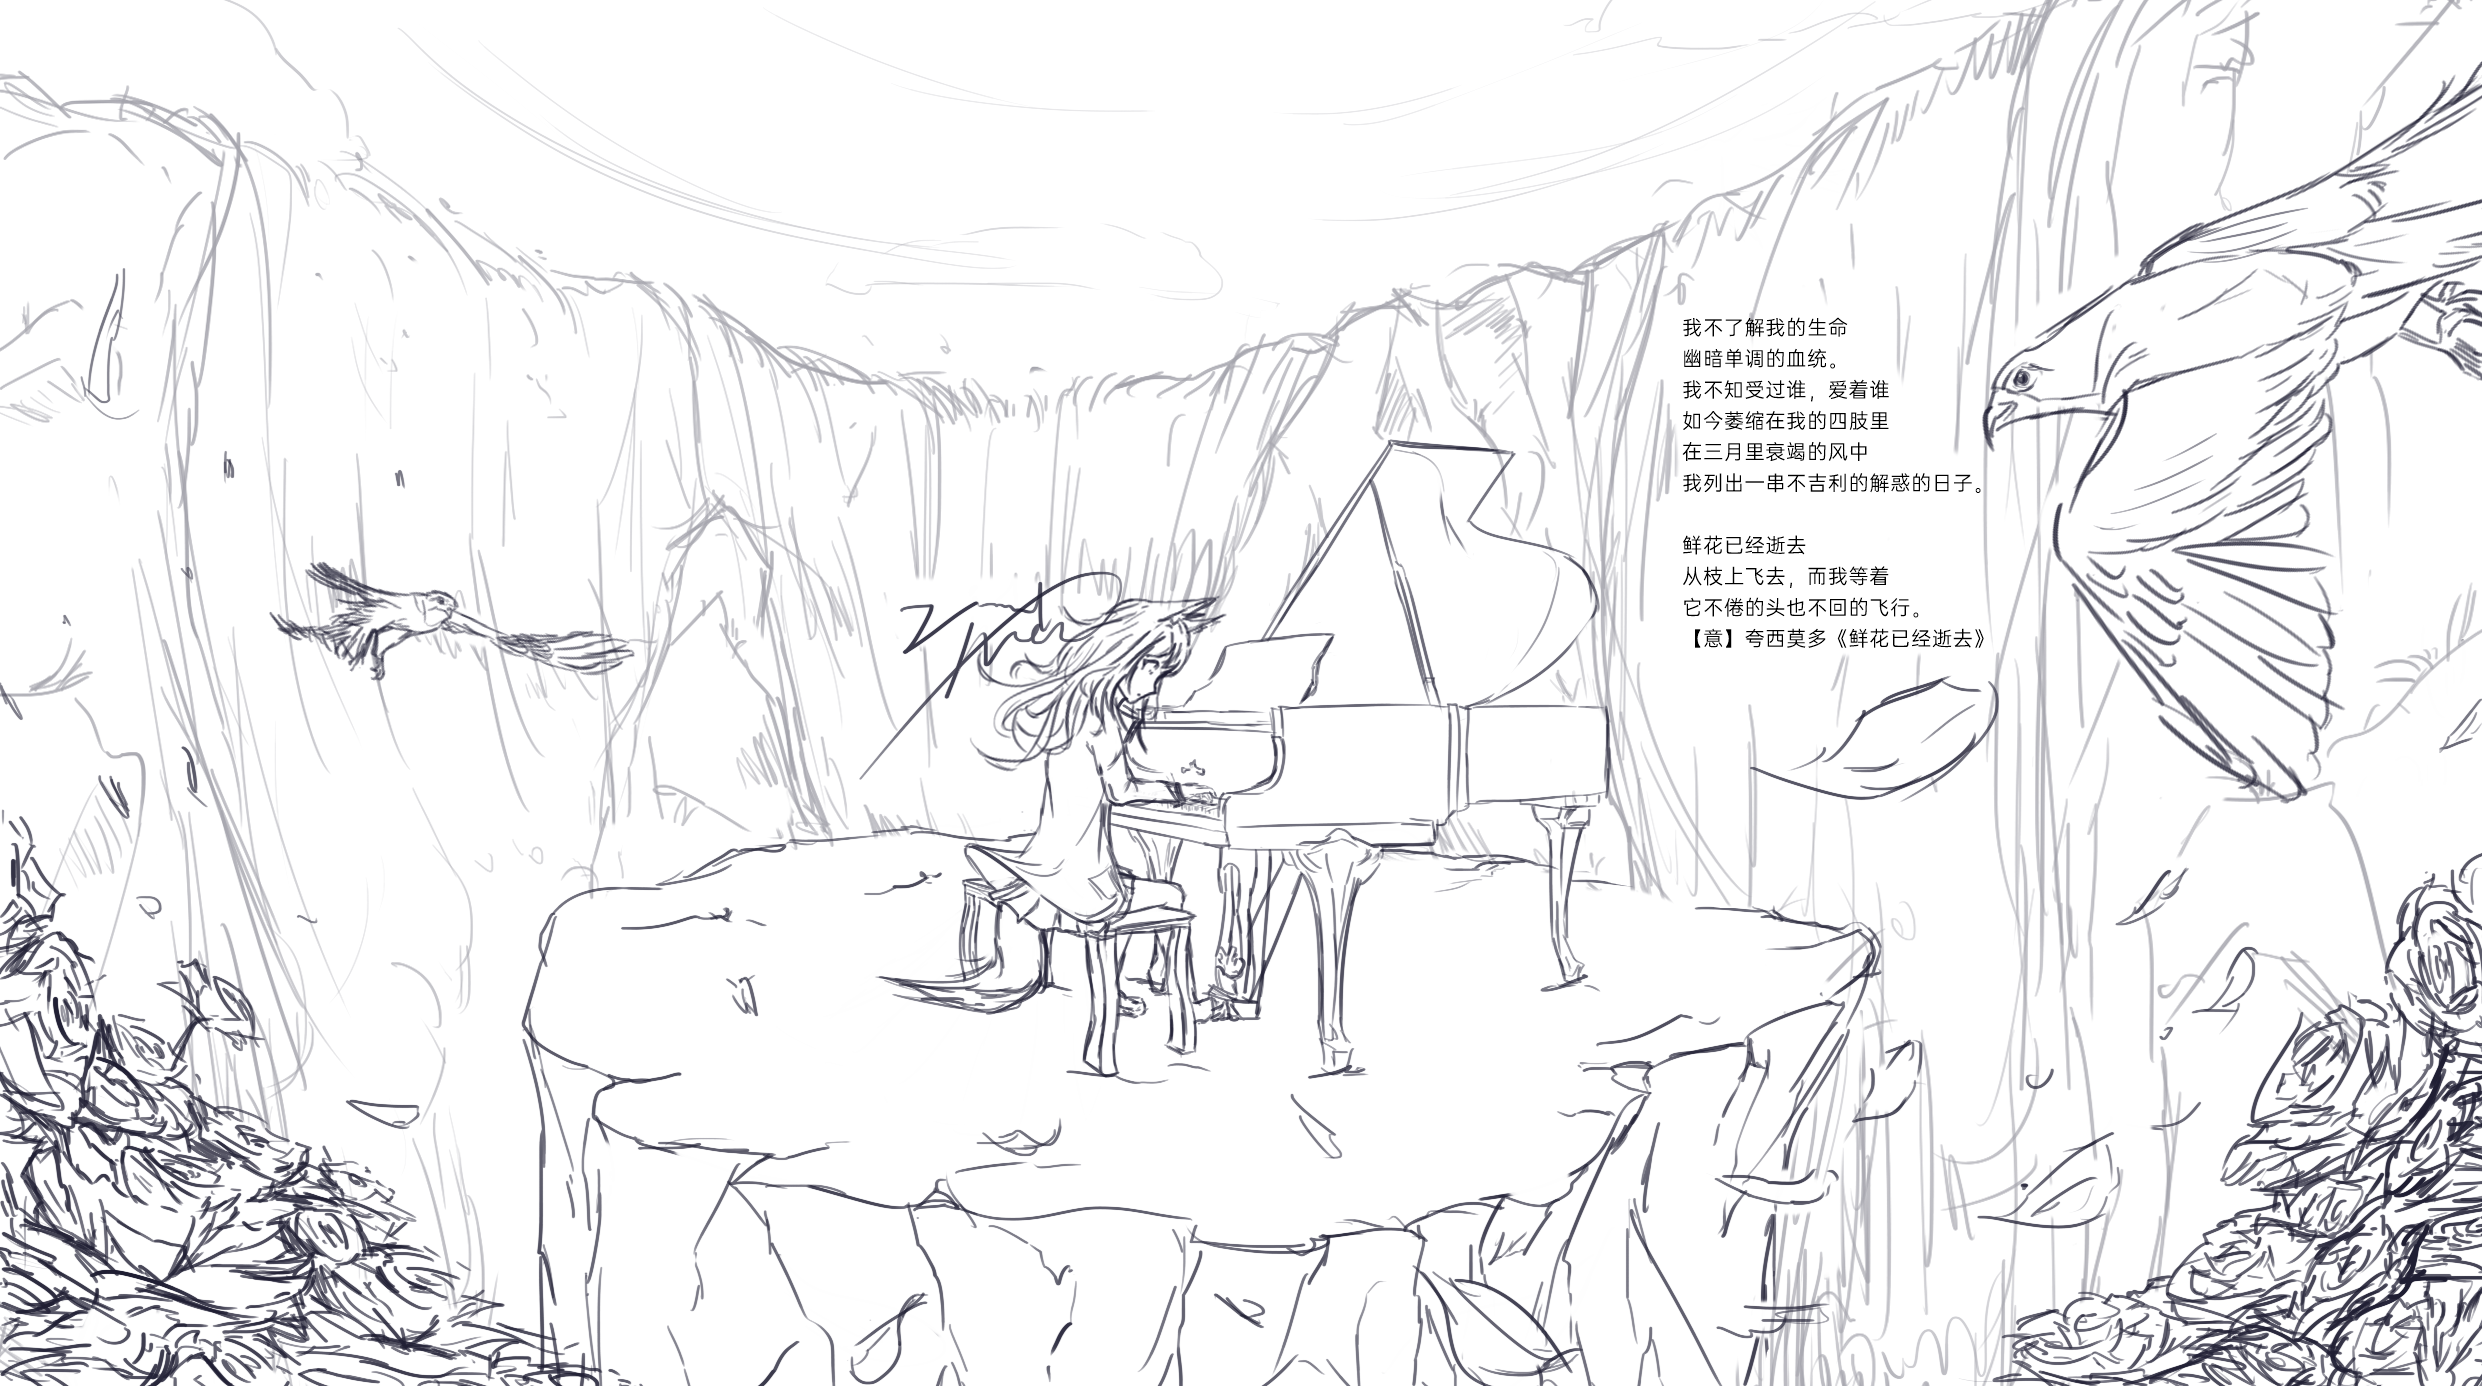 我不了解我的生命
幽暗单调的血统。
我不知受过谁，爱着谁
如今萎缩在我的四肢里
在三月里衰竭的风中
我列出一串不吉利的解惑的日子。
鲜花已经逝去
从枝上飞去，而我等着
它不倦的头也不回的飞行。
【意】夸西莫多《鲜花已经逝去》